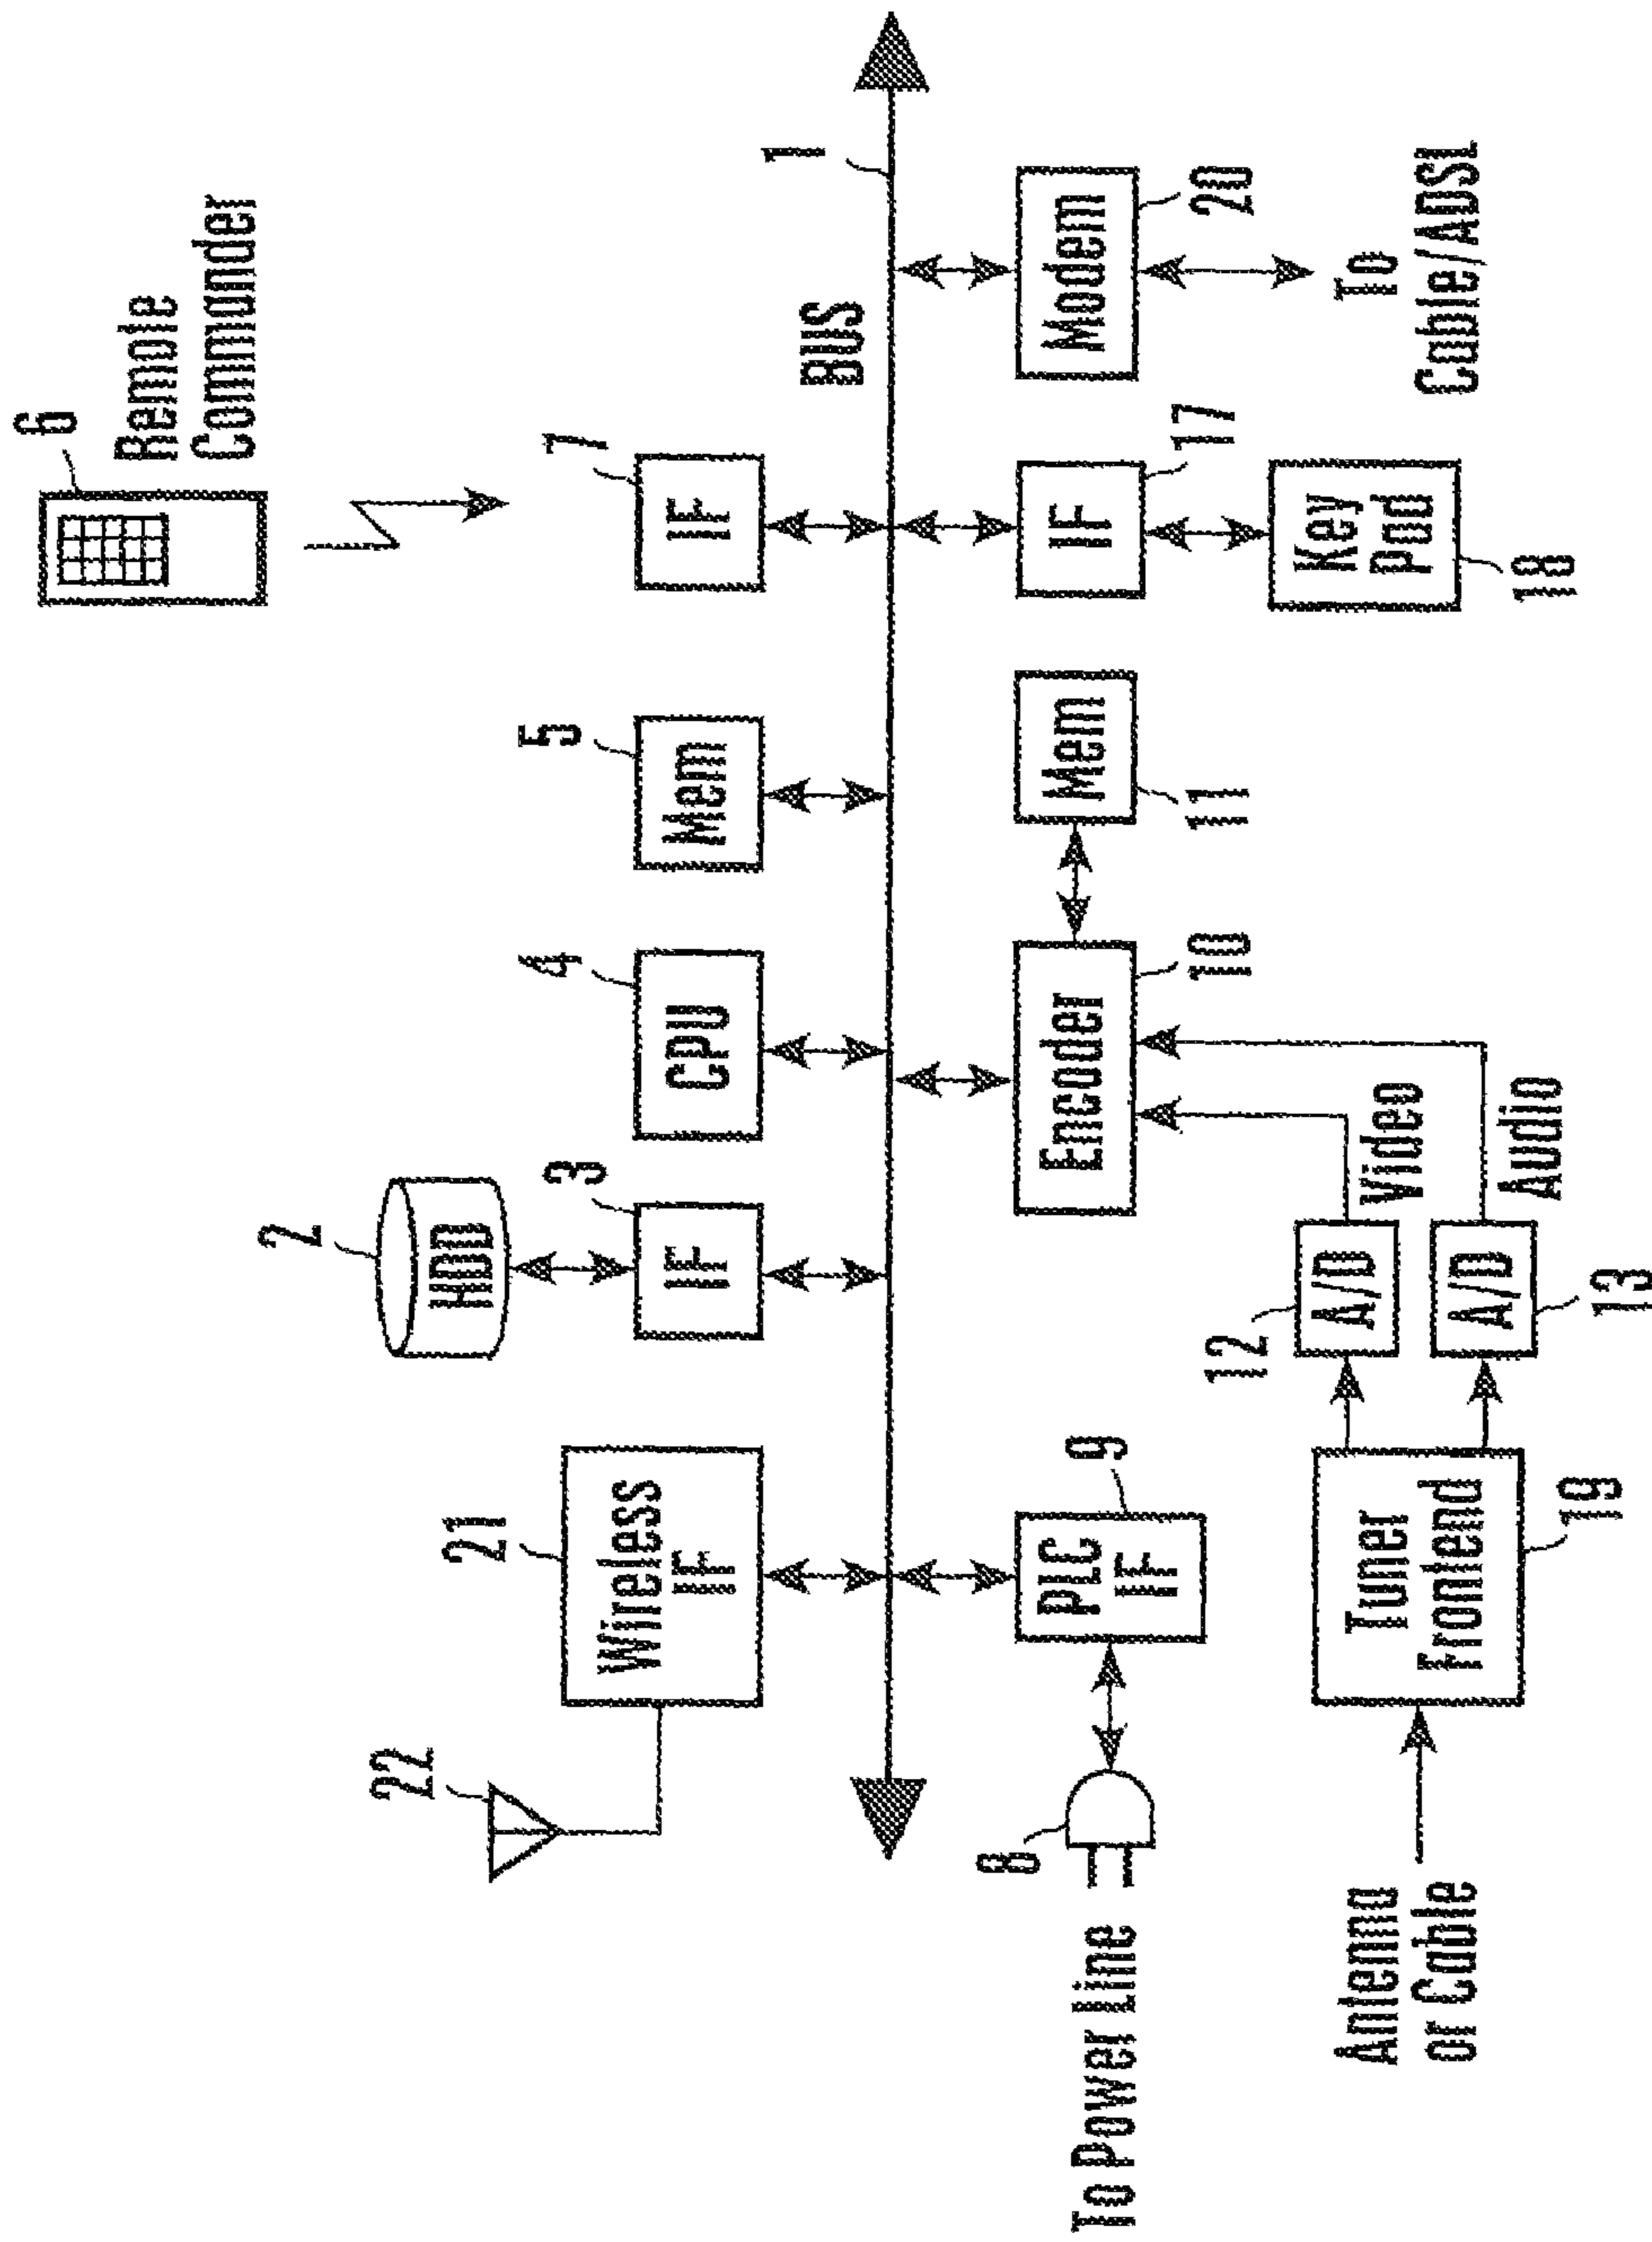 6
Remote
Commander
2
22
HDD
21
3
4
5
7
Wireless
IF
IF
CPU
Mem
IF
1
BUS
8
To Power Line
9
PLC
IF
Encoder
10
Mem
11
IF
17
Modem
20
To
Cable/ADSL
Key
Pad
18
12
A/D
Video
Antenna
or Cable
Tuner
Frontend
19
A/D
13
Audio